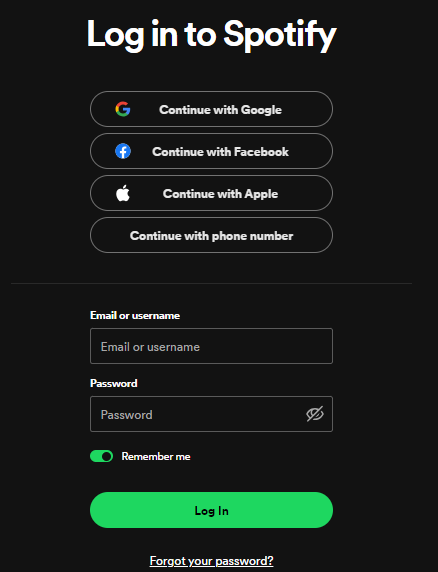 Log in to Spotify
Continue with Google
Continue with Facebook
Continue with Apple
Continue with phone number
Email or username
Email or username
Password
Password
Remember me
Log In
Forgot your password?